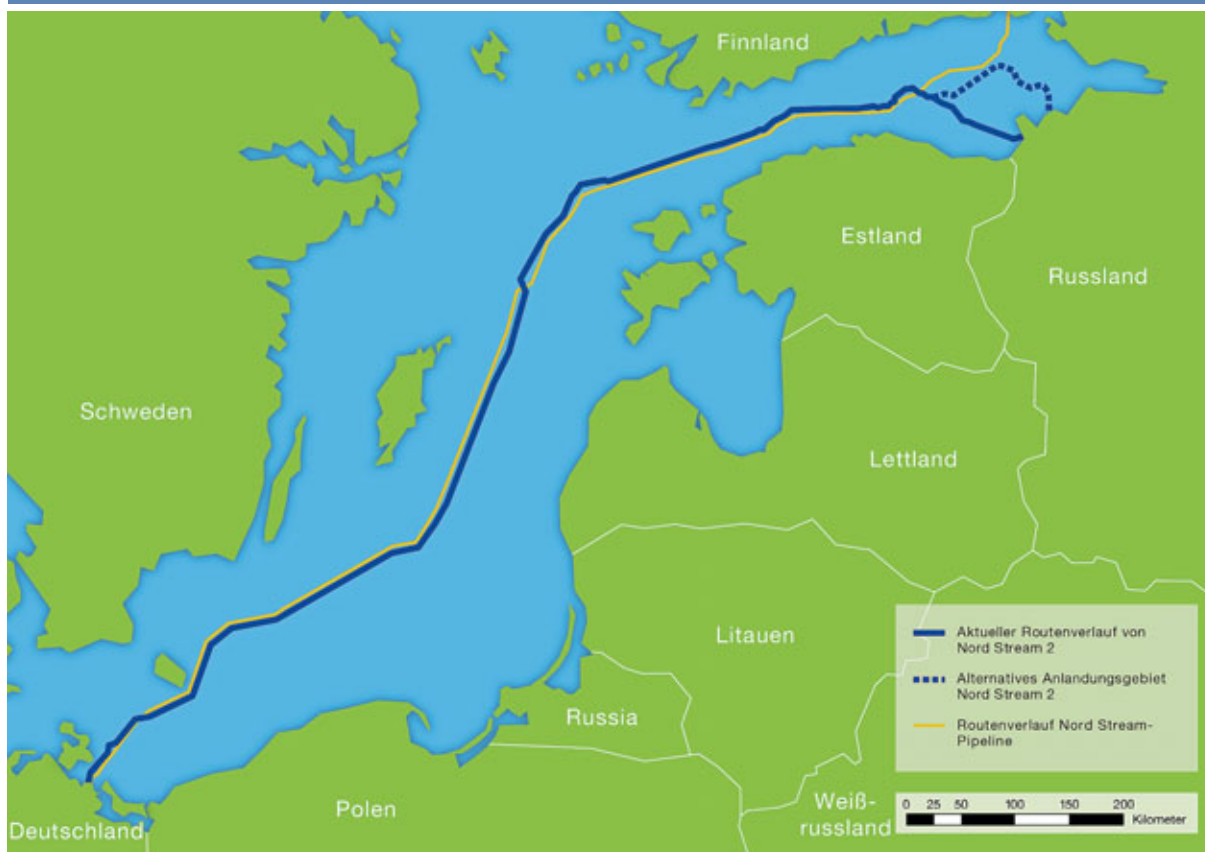 Finnland
Estland
Russland
Schweden
Lettland
Litauen
Russia
Polen
Weiß-
russland
Deutschland
Aktueller Routenverlauf von
Nord Stream 2
Alternatives Anlandungsgebiet
Nord Stream 2
Routenverlauf Nord Stream-
Pipeline
0 25 50 100 150 200
Kilometer